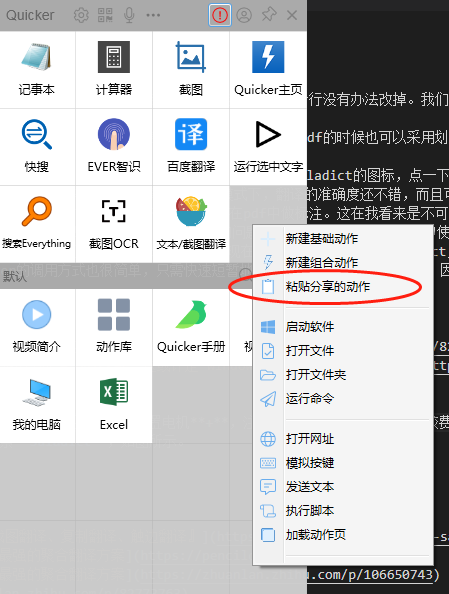 Quicker
记事本
计算器
截图
Quicker主页
快搜
EVER智识
百度翻译
运行选中文字
搜索Everything
截图OCR
文本/截图翻译
默认
视频简介
动作库
Quicker手册
我的电脑
Excel
新建基础动作
新建组合动作
粘贴分享的动作
启动软件
打开文件
打开文件夹
运行命令
打开网址
模拟按键
发送文本
执行脚本
加载动作页
行没有办法改掉。我们
df的时候也可以采用划
ladict的图标，点一下
的准确度还不错，而且可
注。这在我看来是不可
u.com/p/106650743)